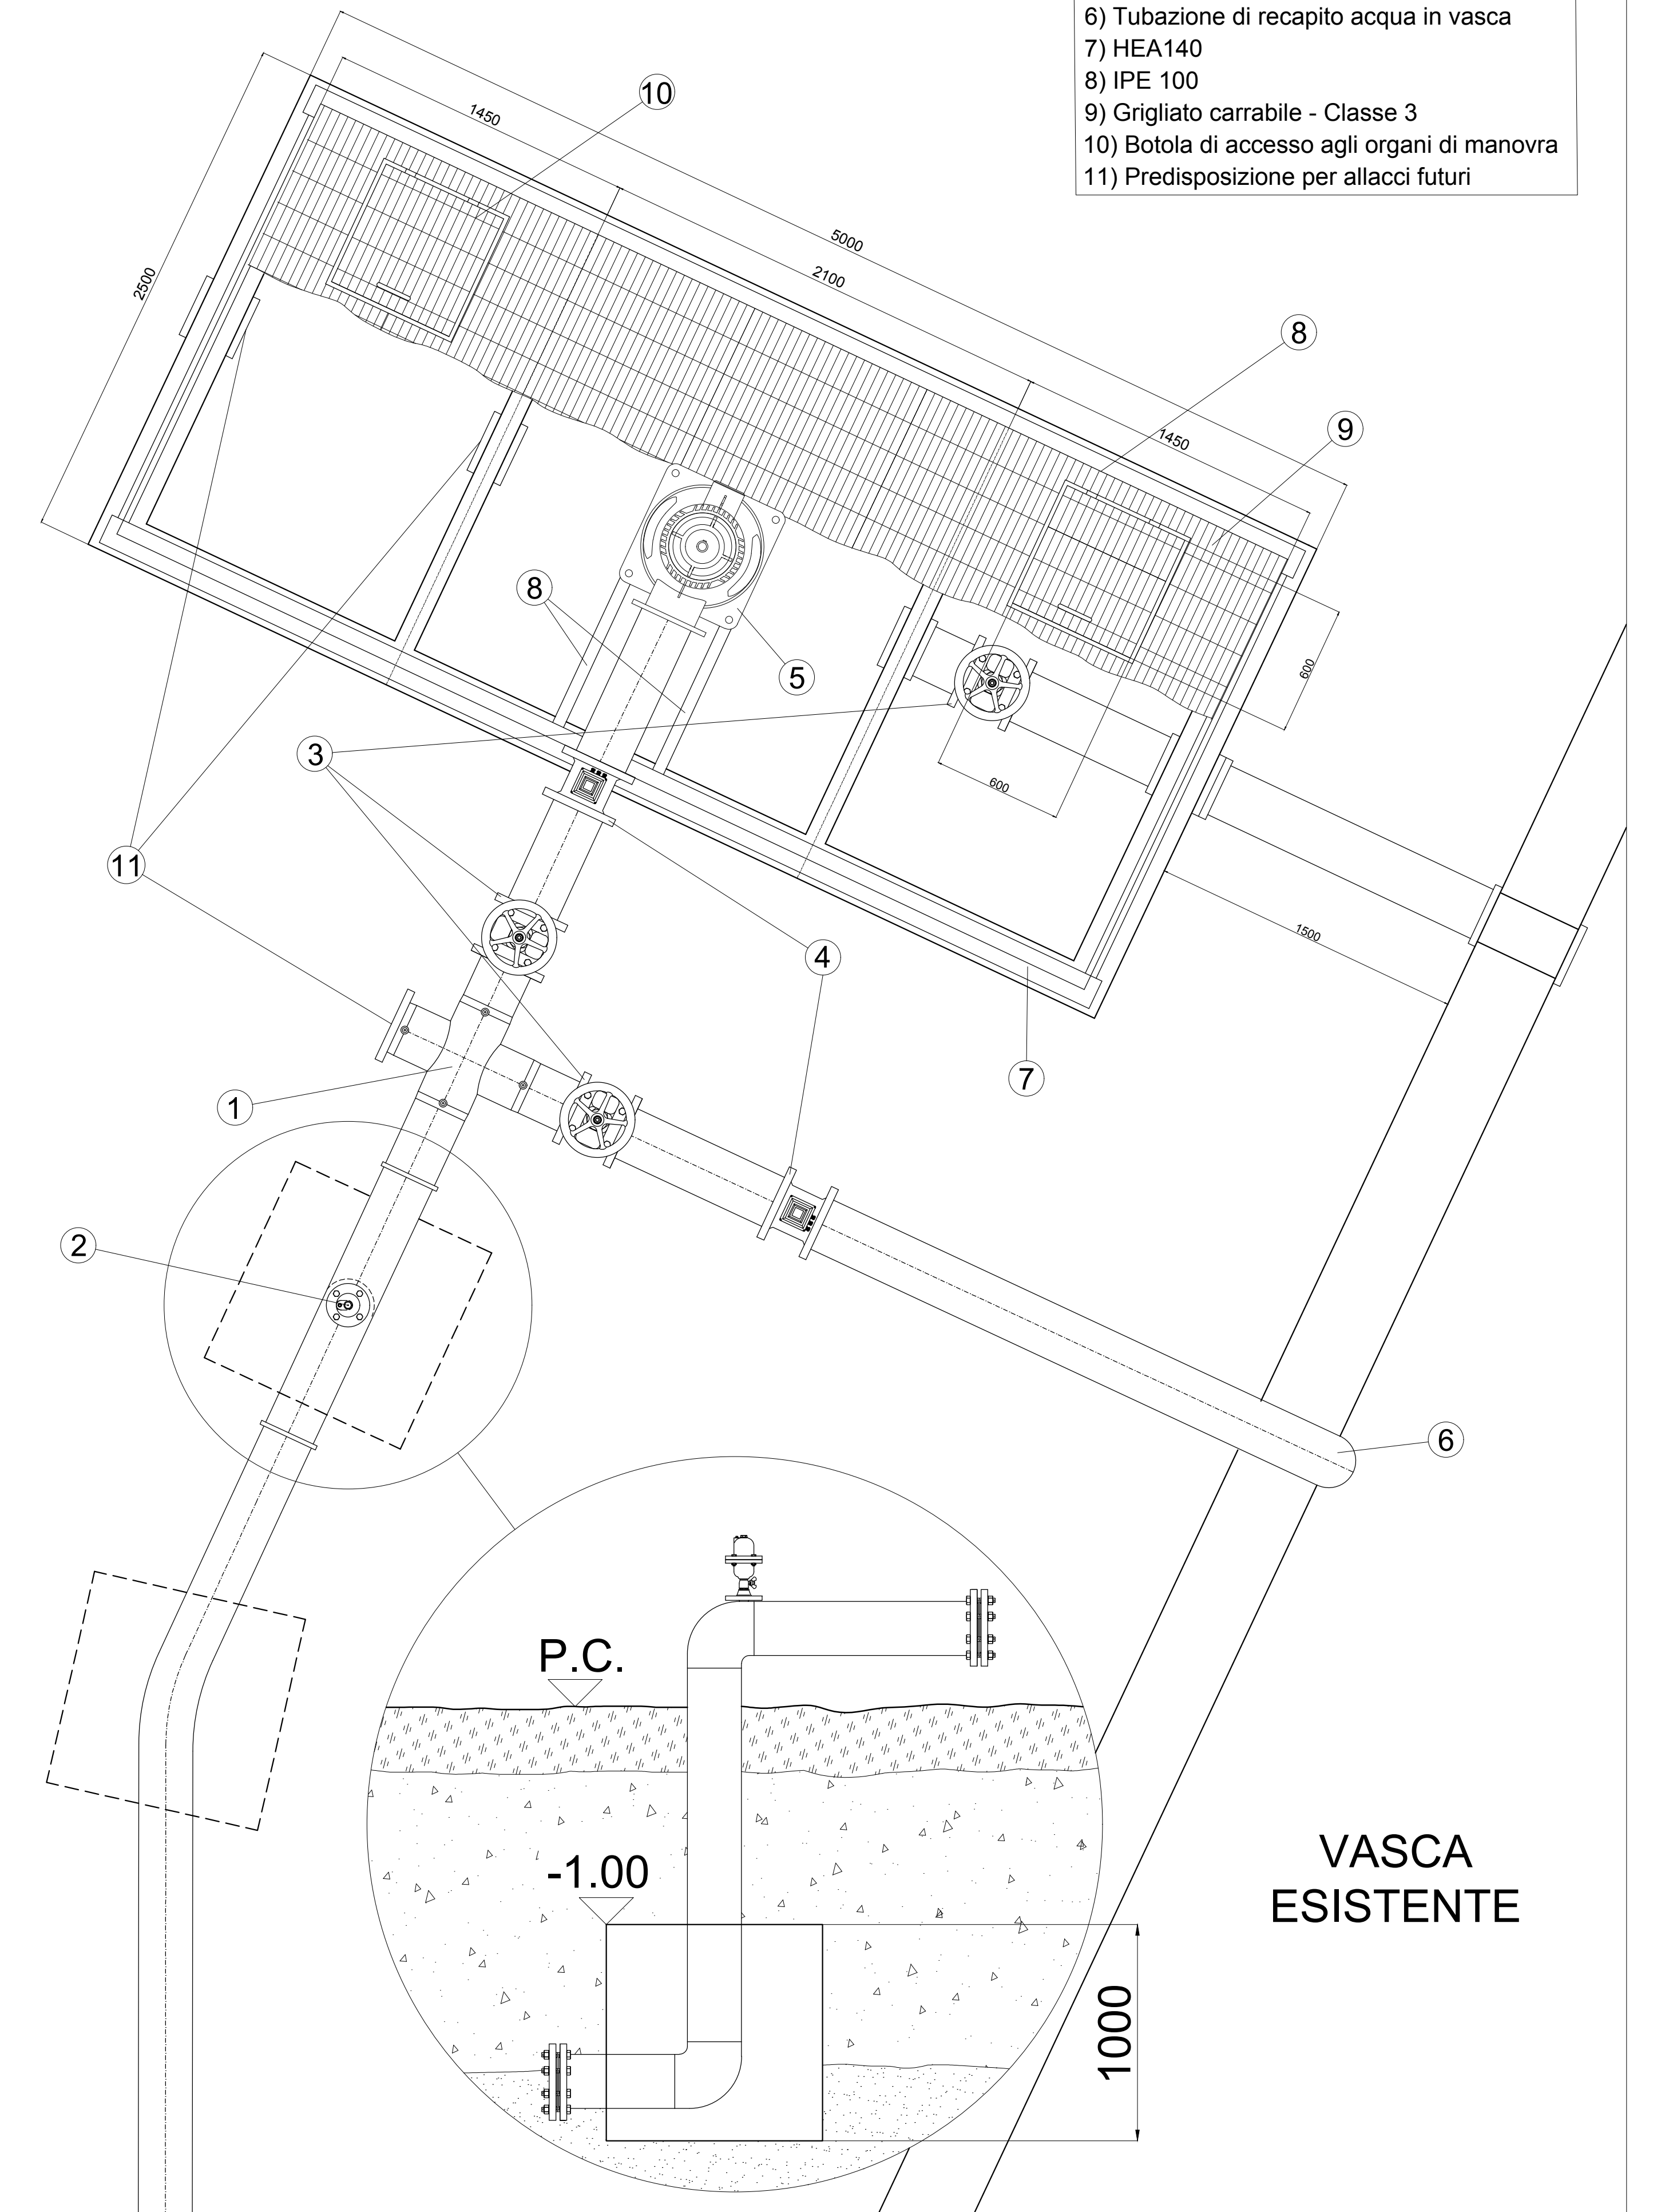 6) Tubazione di recapito acqua in vasca
7) HEA140
8) IPE 100
9) Grigliato carrabile - Classe 3
10) Botola di accesso agli organi di manovra
11) Predisposizione per allacci futuri
10
1450
5000
2100
2500
8
1450
9
8
5
600
3
600
11
1500
4
7
1
2
6
P.C.
-1.00
VASCA
ESISTENTE
1000